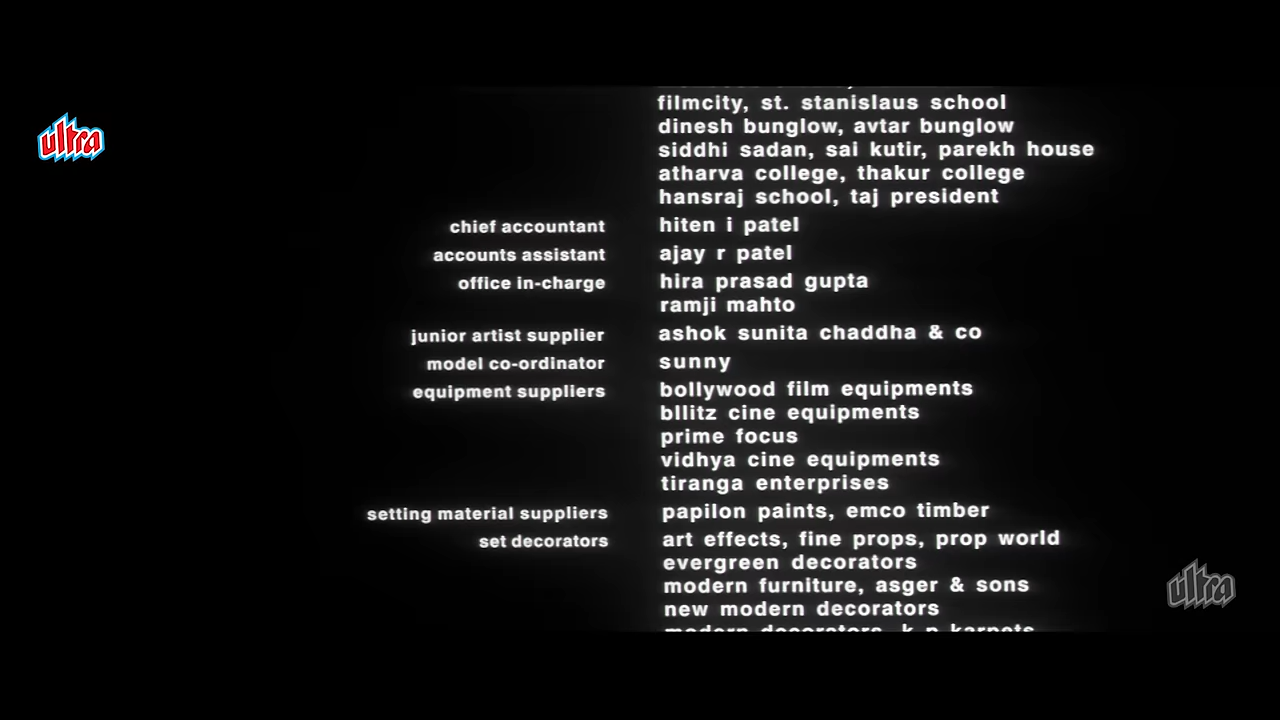 filmcity, st. stanislaus school
ultra
dinesh bunglow, avtar bunglow
siddhi sadan, sai kutir, parekh house
atharva college, thakur college
hansraj school, taj president
chief accountant hiten i patel
accounts assistant ajay r patel
office in-charge hira prasad gupta
ramji mahto
junior artist supplier ashok sunita chaddha & co
model co-ordinator sunny
equipment suppliers bollywood film equipments
bllitz cine equipments
prime focus
vidhya cine equipments
tiranga enterprises
setting material suppliers papilon paints, emco timber
set decorators art effects, fine props, prop world
evergreen decorators
modern furniture, asger & sons
ultra
new modern decorators
modern decorators, k p karpets